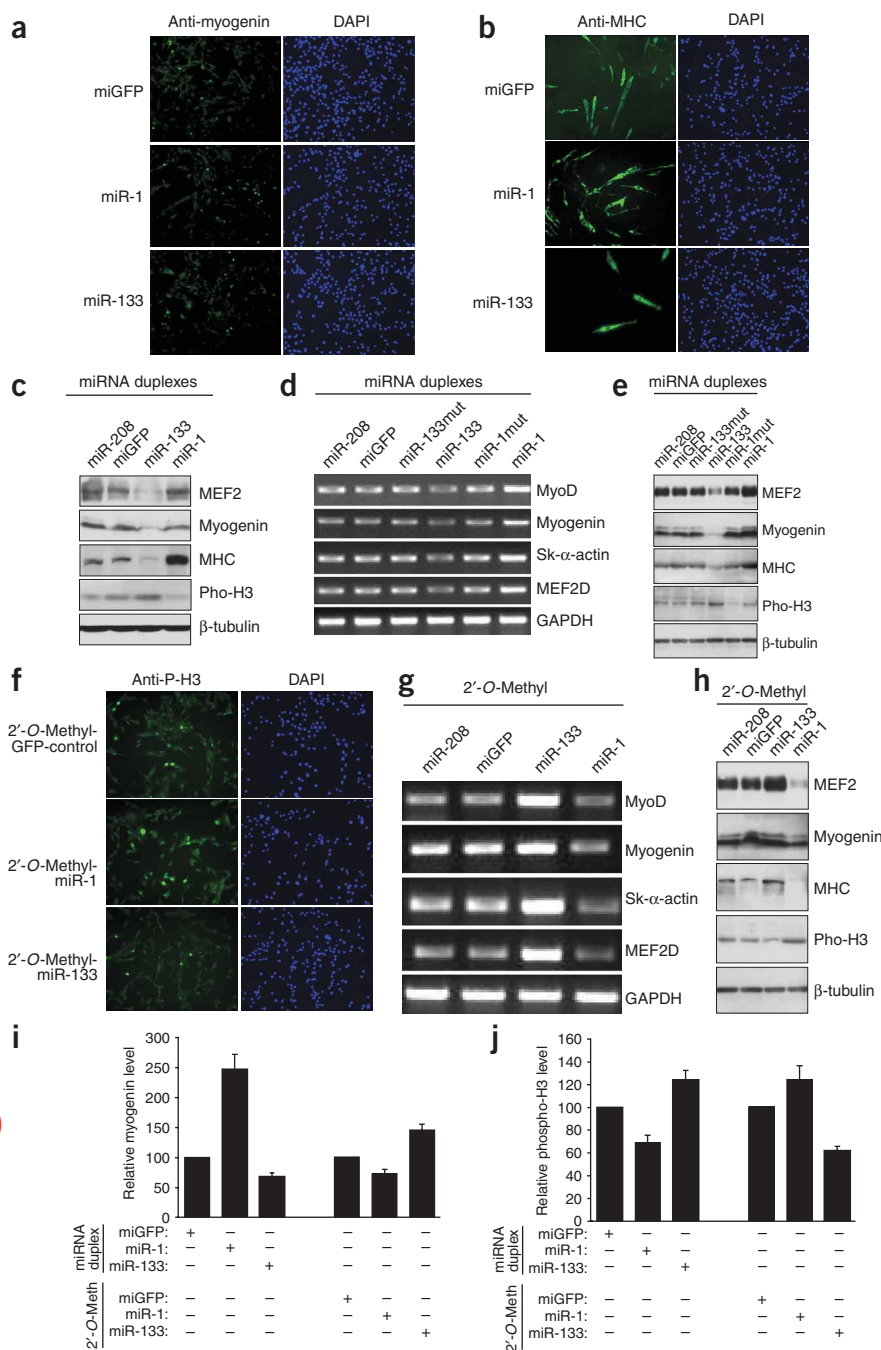 a
Anti-myogenin DAPI
miGFP
miR-1
miR-133
b
Anti-MHC DAPI
miGFP
miR-1
miR-133
c
miRNA duplexes
miR-208 miGFP miR-133 miR-1
MEF2
Myogenin
MHC
Pho-H3
β-tubulin
d
miRNA duplexes
miR-208 miGFP miR-133mut miR-133 miR-1mut miR-1
MyoD
Myogenin
Sk-α-actin
MEF2D
GAPDH
e
miRNA duplexes
miR-208 miGFP miR-133mut miR-133 miR-1mut miR-1
MEF2
Myogenin
MHC
Pho-H3
β-tubulin
f
Anti-P-H3 DAPI
2′-O-Methyl-
GFP-control
2′-O-Methyl-
miR-1
2′-O-Methyl-
miR-133
g
2′-O-Methyl
miR-208 miGFP miR-133 miR-1
MyoD
Myogenin
Sk-α-actin
MEF2D
GAPDH
h
2′-O-Methyl
miR-208 miGFP miR-133 miR-1
MEF2
Myogenin
MHC
Pho-H3
β-tubulin
i
Relative myogenin level
300
250
200
150
100
50
0
miRNA
duplex
miGFP: + – – – – –
miR-1: – + – – – –
miR-133: – – + – – –
2′-O-Meth
miGFP: – – – + – –
miR-1: – – – – + –
miR-133: – – – – – +
j
Relative phospho-H3 level
160
140
120
100
80
60
40
20
0
miRNA
duplex
miGFP: + – – – – –
miR-1: – + – – – –
miR-133: – – + – – –
2′-O-Meth
miGFP: – – – + – –
miR-1: – – – – + –
miR-133: – – – – – +